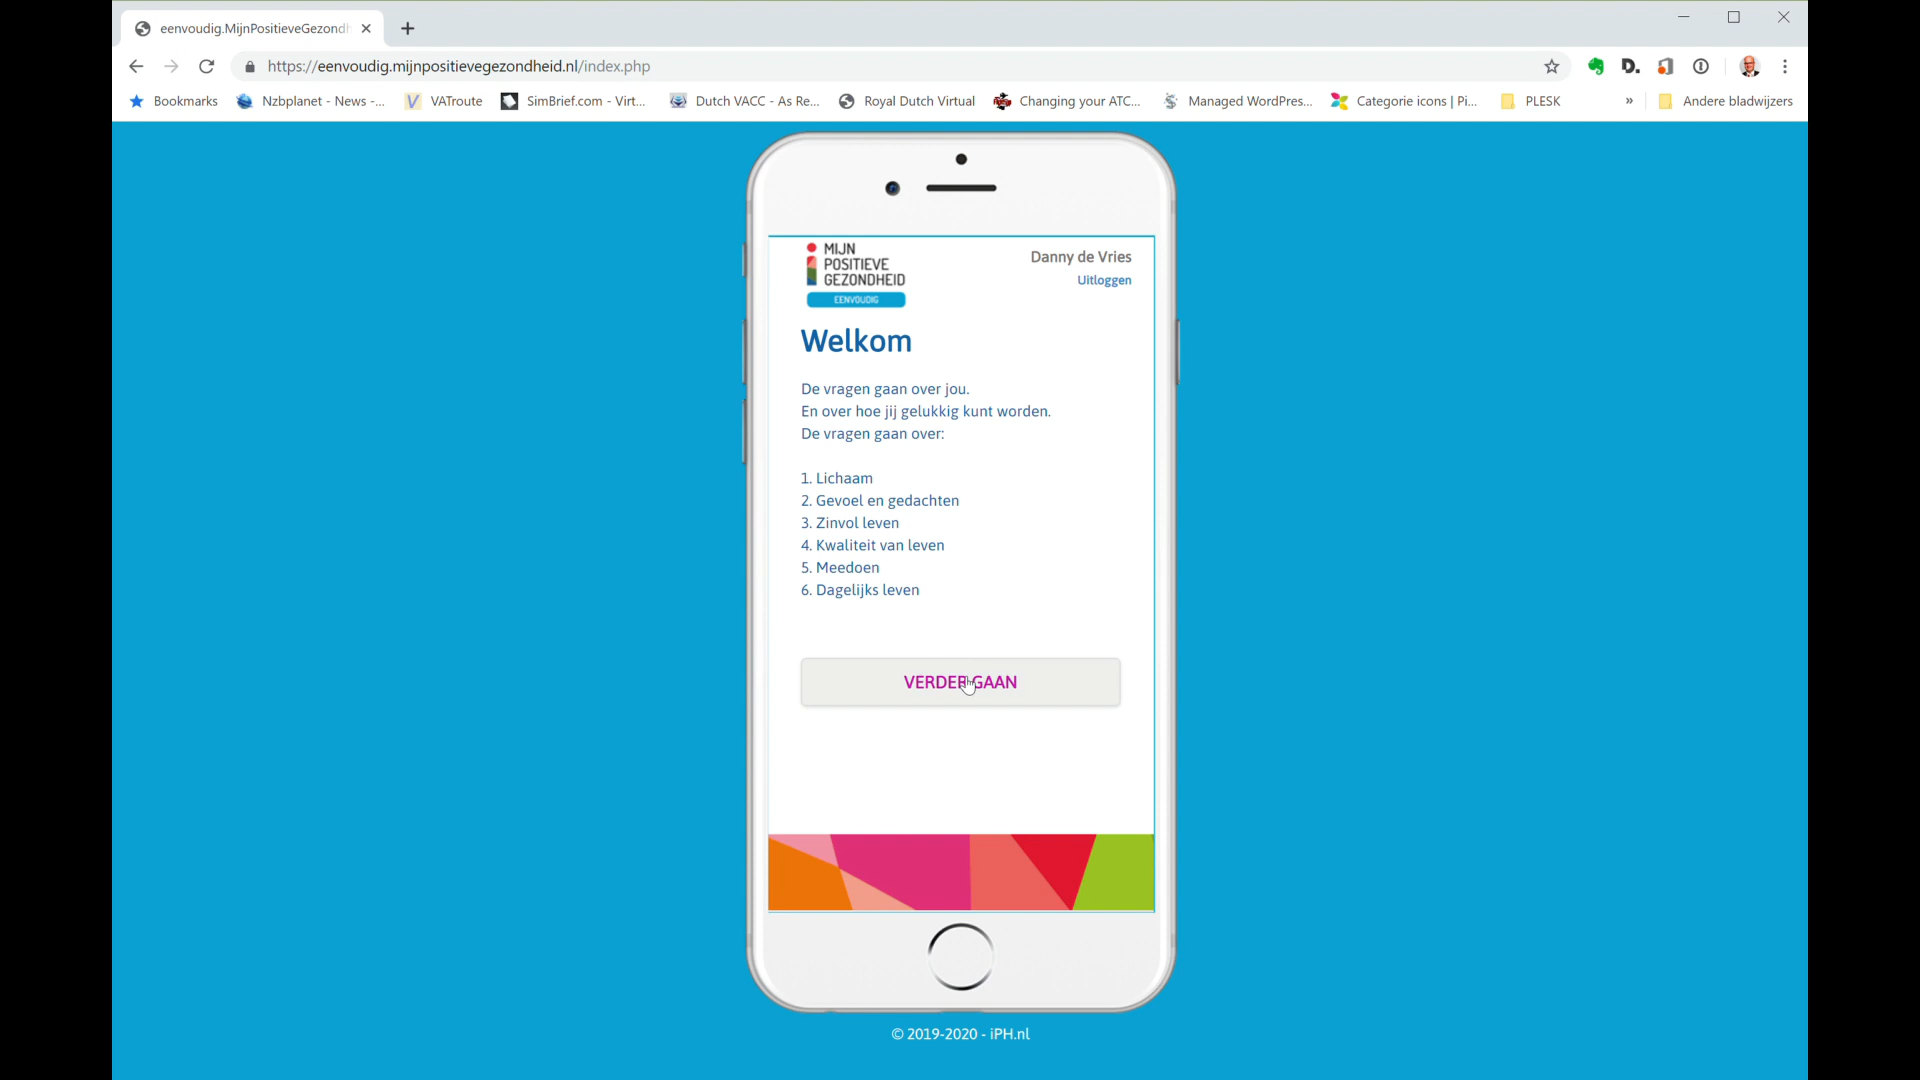 eenvoudig.MijnPositieveGezondh
https://eenvoudig.mijnpositievegezondheid.nl/index.php
Bookmarks
Nzbplanet - News -...
VATroute
SimBrief.com - Virt...
Dutch VACC - As Re...
Royal Dutch Virtual
Changing your ATC...
Managed WordPres...
Categorie icons | Pi...
PLESK
»
Andere bladwijzers
MIJN
POSITIEVE
GEZONDHEID
EENVOUDIG
Danny de Vries
Uitloggen
Welkom
De vragen gaan over jou.
En over hoe jij gelukkig kunt worden.
De vragen gaan over:
1. Lichaam
2. Gevoel en gedachten
3. Zinvol leven
4. Kwaliteit van leven
5. Meedoen
6. Dagelijks leven
VERDER GAAN
© 2019-2020 - iPH.nl